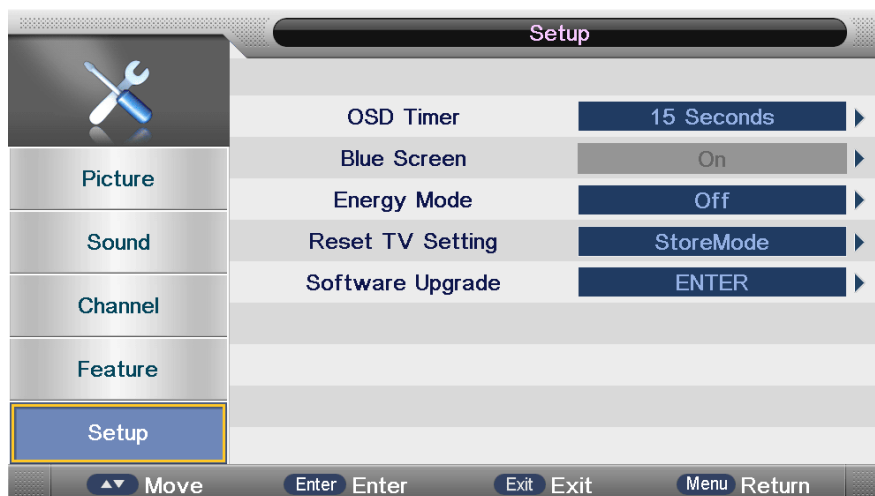 Setup
OSD Timer 15 Seconds
Blue Screen On
Energy Mode Off
Reset TV Setting StoreMode
Software Upgrade ENTER
Picture
Sound
Channel
Feature
Setup
Move Enter Enter Exit Exit Menu Return